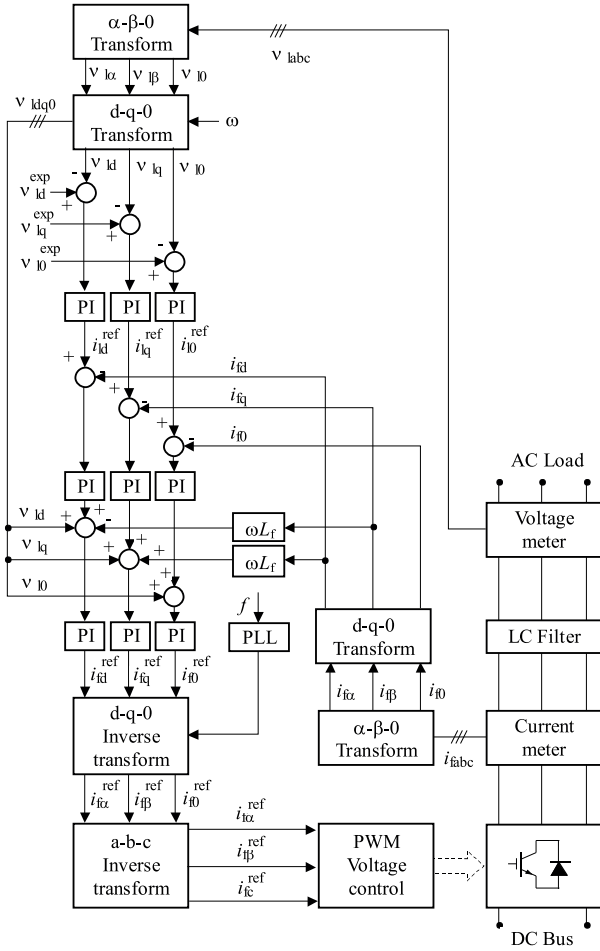 α-β-0
Transform
ν labc
ν lα ν lβ ν l0
ν ldq0
d-q-0
Transform
ω
ν ld ν lq ν l0
-
ν ld exp
+
-
ν lq exp
+
-
ν l0 exp
+
PI PI PI
i ld ref i lq ref i l0 ref
+ - i fd
+ - i fq
+ - i f0
AC Load
PI PI PI
Voltage
meter
ν ld + + - ωLf
ν lq + + + ωLf
ν l0 + +
f
PI PI PI
PLL
d-q-0
Transform
LC Filter
i fd ref i fq ref i f0 ref
i fα i fβ i f0
d-q-0
Inverse
transform
α-β-0
Transform
i fabc
Current
meter
i fα ref i fβ ref i f0 ref
a-b-c
Inverse
transform
i fα ref
i fβ ref
i fc ref
PWM
Voltage
control
DC Bus